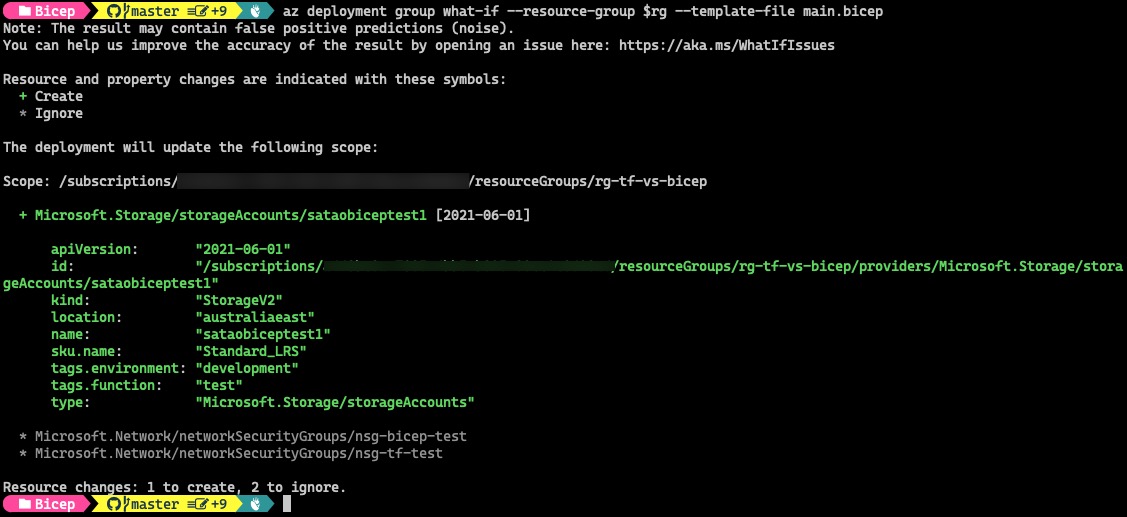 Bicep master +9 az deployment group what-if --resource-group $rg --template-file main.bicep
Note: The result may contain false positive predictions (noise).
You can help us improve the accuracy of the result by opening an issue here: https://aka.ms/WhatIfIssues
Resource and property changes are indicated with these symbols:
+ Create
* Ignore
The deployment will update the following scope:
Scope: /subscriptions/ /resourceGroups/rg-tf-vs-bicep
+ Microsoft.Storage/storageAccounts/sataobiceptest1 [2021-06-01]
apiVersion: "2021-06-01"
id: "/subscriptions/ /resourceGroups/rg-tf-vs-bicep/providers/Microsoft.Storage/stora
geAccounts/sataobiceptest1"
kind: "StorageV2"
location: "australiaeast"
name: "sataobiceptest1"
sku.name: "Standard_LRS"
tags.environment: "development"
tags.function: "test"
type: "Microsoft.Storage/storageAccounts"
* Microsoft.Network/networkSecurityGroups/nsg-bicep-test
* Microsoft.Network/networkSecurityGroups/nsg-tf-test
Resource changes: 1 to create, 2 to ignore.
Bicep master +9